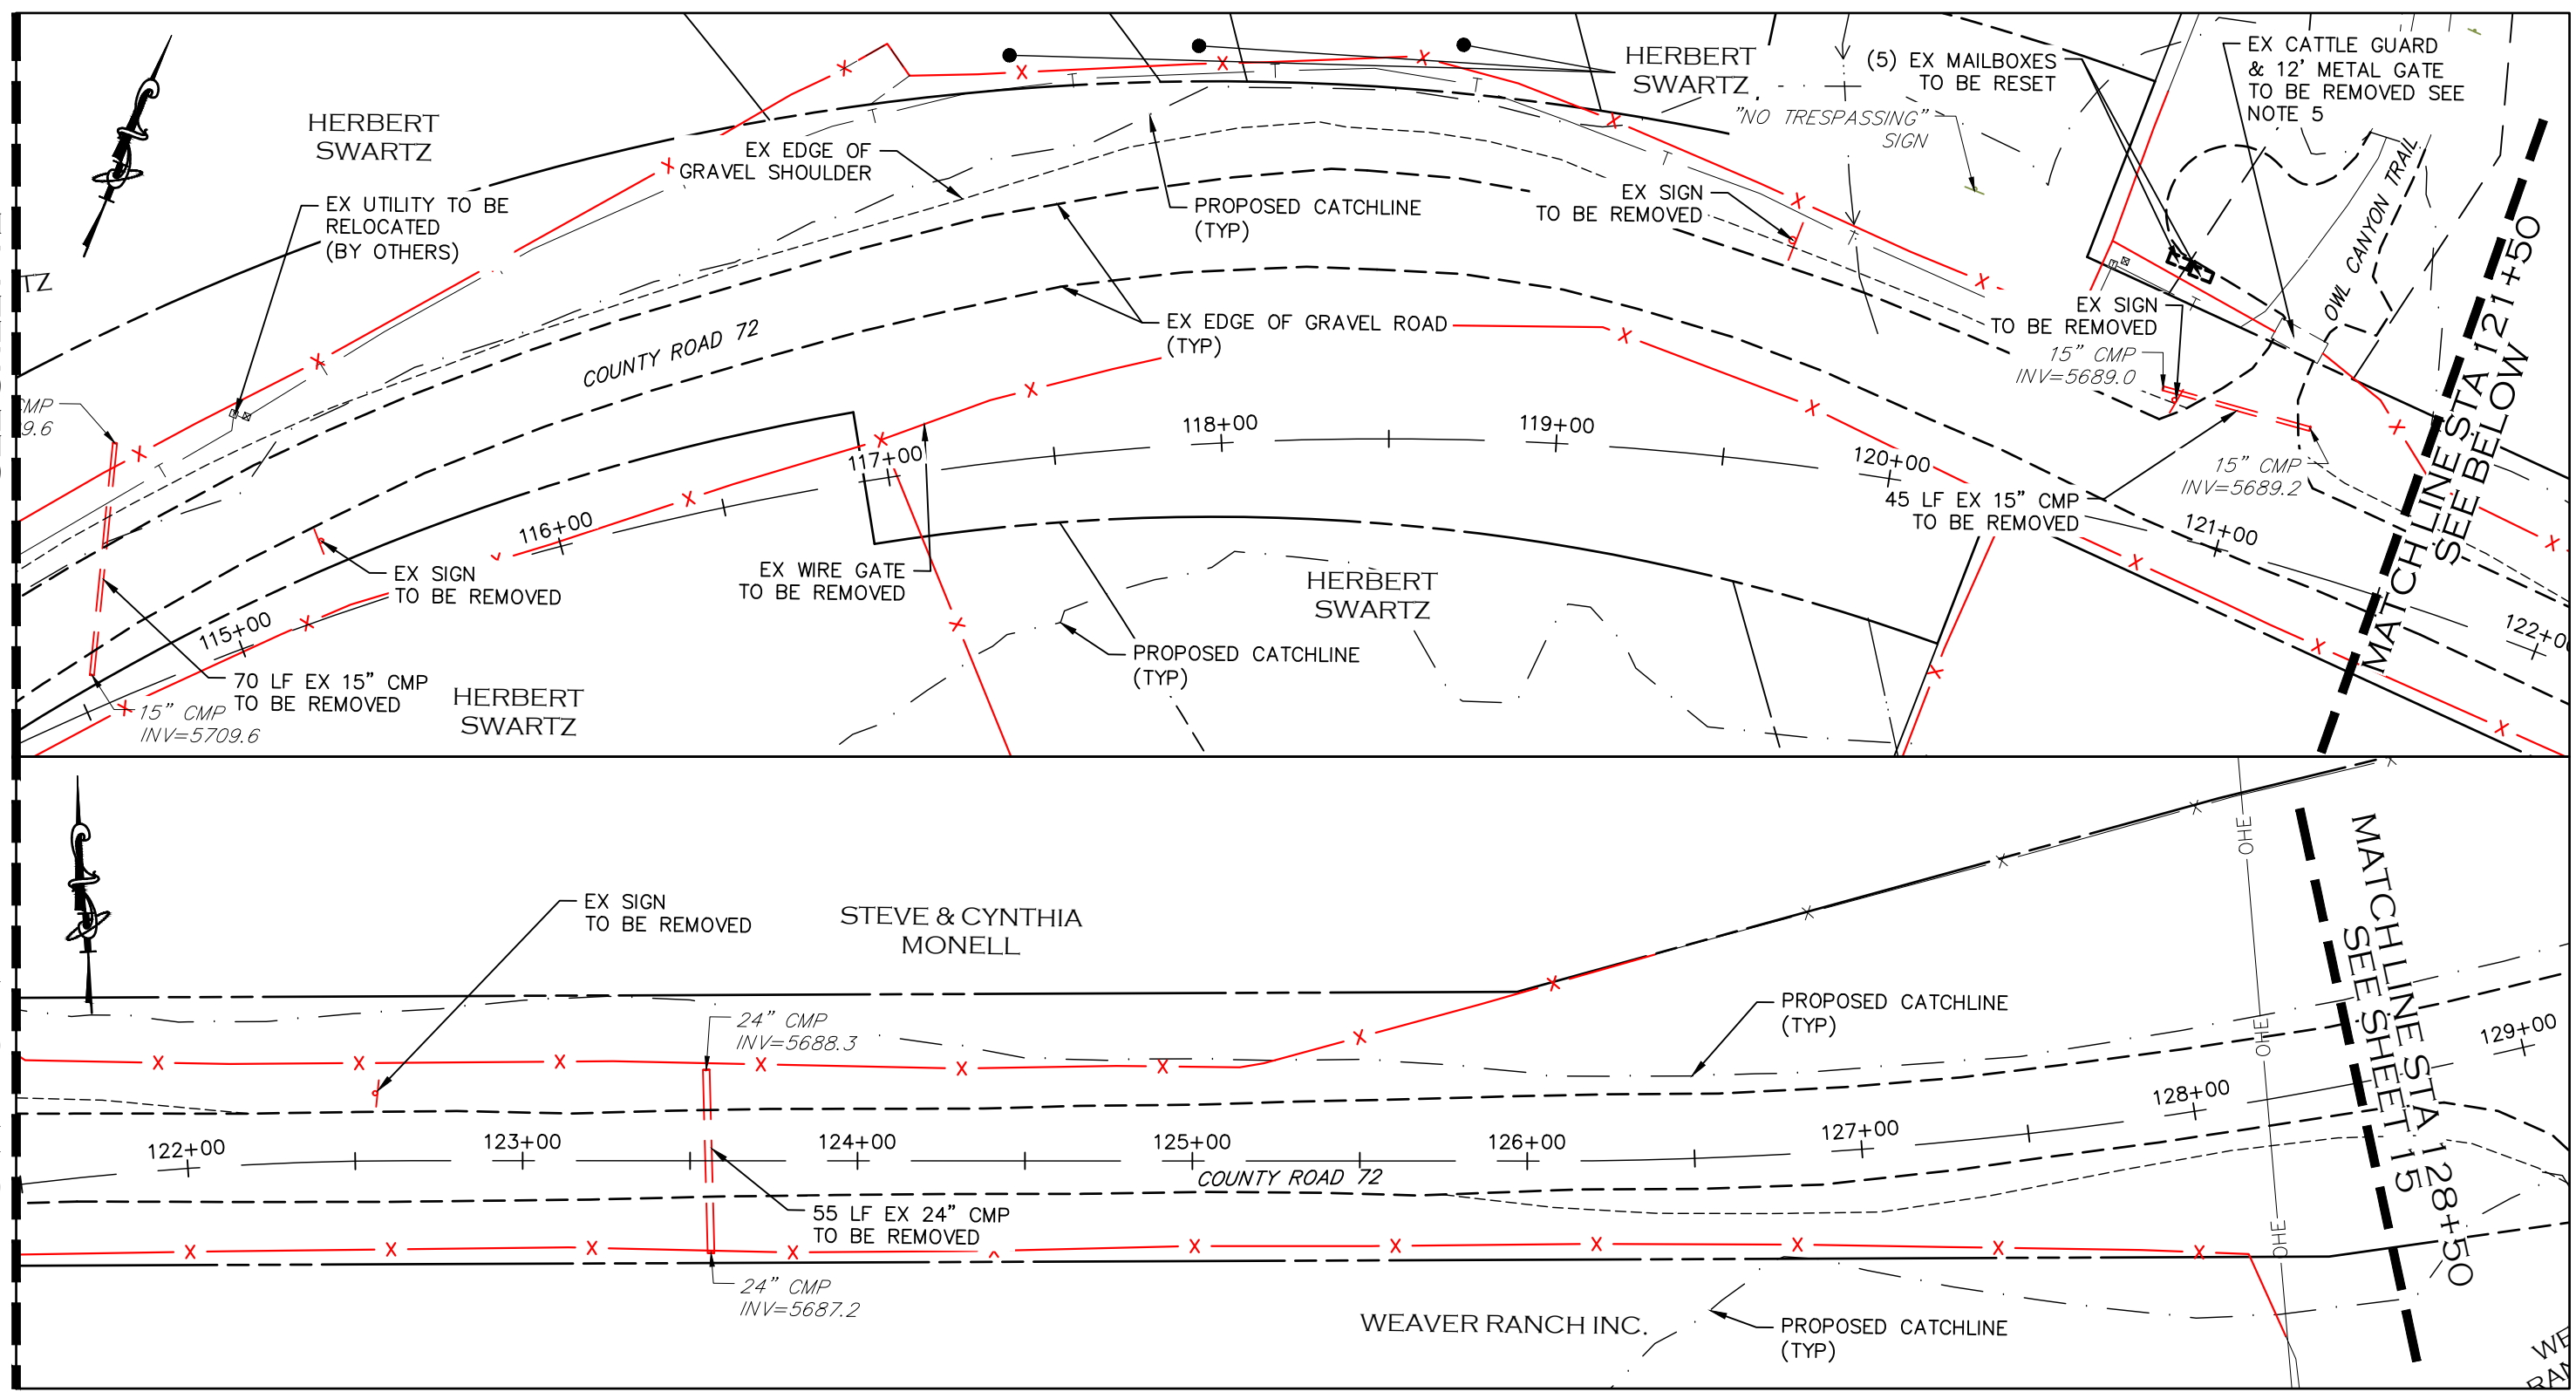 HERBERT
SWARTZ
(5) EX MAILBOXES
TO BE RESET
EX CATTLE GUARD
& 12' METAL GATE
TO BE REMOVED SEE
NOTE 5
"NO TRESPASSING"
SIGN
HERBERT
SWARTZ
EX EDGE OF
GRAVEL SHOULDER
EX UTILITY TO BE
RELOCATED
(BY OTHERS)
PROPOSED CATCHLINE
(TYP)
EX SIGN
TO BE REMOVED
OWL CANYON TRAIL
TZ
COUNTY ROAD 72
EX EDGE OF GRAVEL ROAD
(TYP)
EX SIGN
TO BE REMOVED
15" CMP
INV=5689.0
MATCHLINE STA 121+50
SEE BELOW
CMP
9.6
115+00
116+00
117+00
118+00
119+00
120+00
121+00
122+00
15" CMP
INV=5689.2
45 LF EX 15" CMP
TO BE REMOVED
EX SIGN
TO BE REMOVED
EX WIRE GATE
TO BE REMOVED
HERBERT
SWARTZ
PROPOSED CATCHLINE
(TYP)
70 LF EX 15" CMP
TO BE REMOVED
15" CMP
INV=5709.6
HERBERT
SWARTZ
EX SIGN
TO BE REMOVED
STEVE & CYNTHIA
MONELL
OHE
MATCHLINE STA 128+50
SEE SHEET 15
24" CMP
INV=5688.3
PROPOSED CATCHLINE
(TYP)
OHE
122+00
123+00
124+00
125+00
126+00
127+00
128+00
129+00
COUNTY ROAD 72
55 LF EX 24" CMP
TO BE REMOVED
OHE
24" CMP
INV=5687.2
WEAVER RANCH INC.
PROPOSED CATCHLINE
(TYP)
WE
RAN